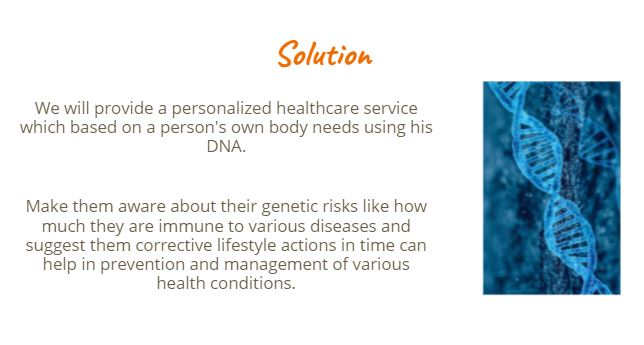 Solution
We will provide a personalized healthcare service
which based on a person's own body needs using his
DNA.
Make them aware about their genetic risks like how
much they are immune to various diseases and
suggest them corrective lifestyle actions in time can
help in prevention and management of various
health conditions.